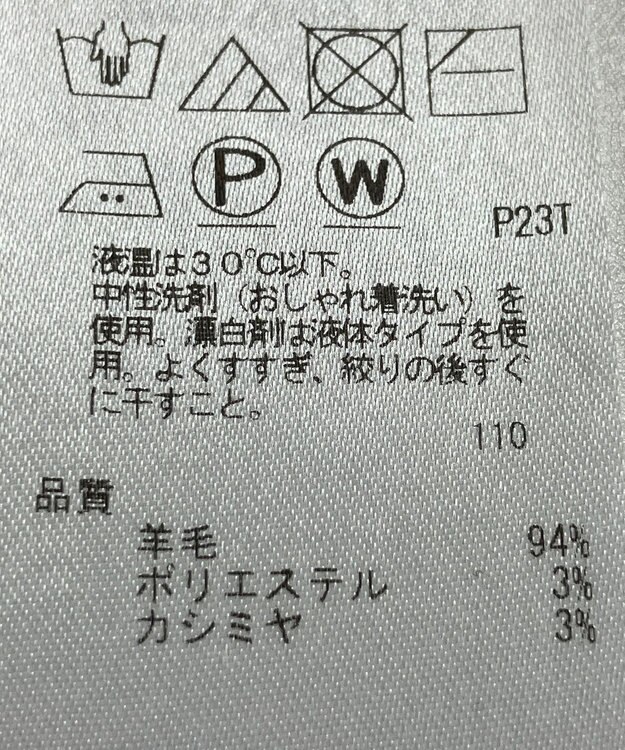 P W
P23T
液温は30℃以下。
中性洗剤(おしゃれ着洗い)を
使用。漂白剤は液体タイプを使
用。よくすすぎ、絞りの後すぐ
に干すこと。
110
品質
羊毛 94%
ポリエステル 3%
カシミヤ 3%